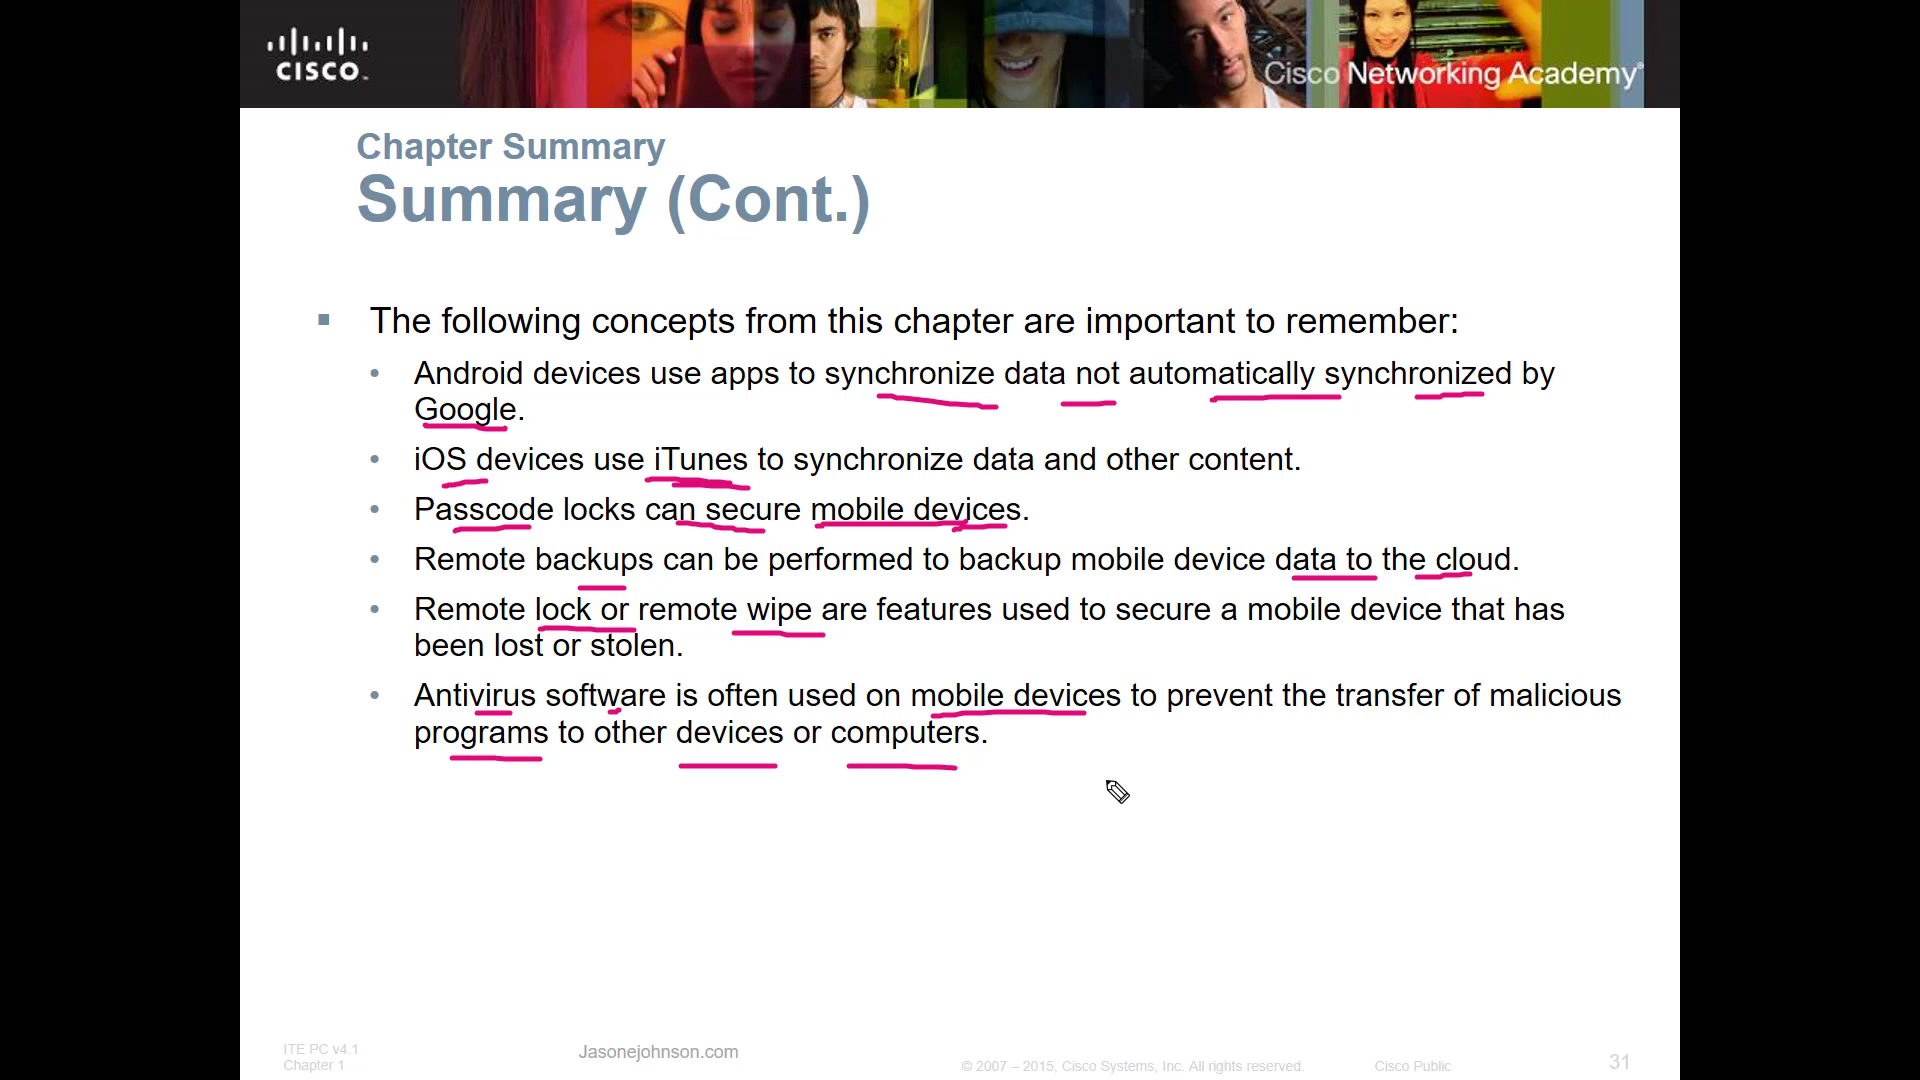 CISCO
Cisco Networking Academy®
Chapter Summary
Summary (Cont.)
▪ The following concepts from this chapter are important to remember:
• Android devices use apps to synchronize data not automatically synchronized by
Google.
• iOS devices use iTunes to synchronize data and other content.
• Passcode locks can secure mobile devices.
• Remote backups can be performed to backup mobile device data to the cloud.
• Remote lock or remote wipe are features used to secure a mobile device that has
been lost or stolen.
• Antivirus software is often used on mobile devices to prevent the transfer of malicious
programs to other devices or computers.
ITE PC v4.1
Chapter 1
Jasonejohnson.com
© 2007 – 2015, Cisco Systems, Inc. All rights reserved.
Cisco Public
31